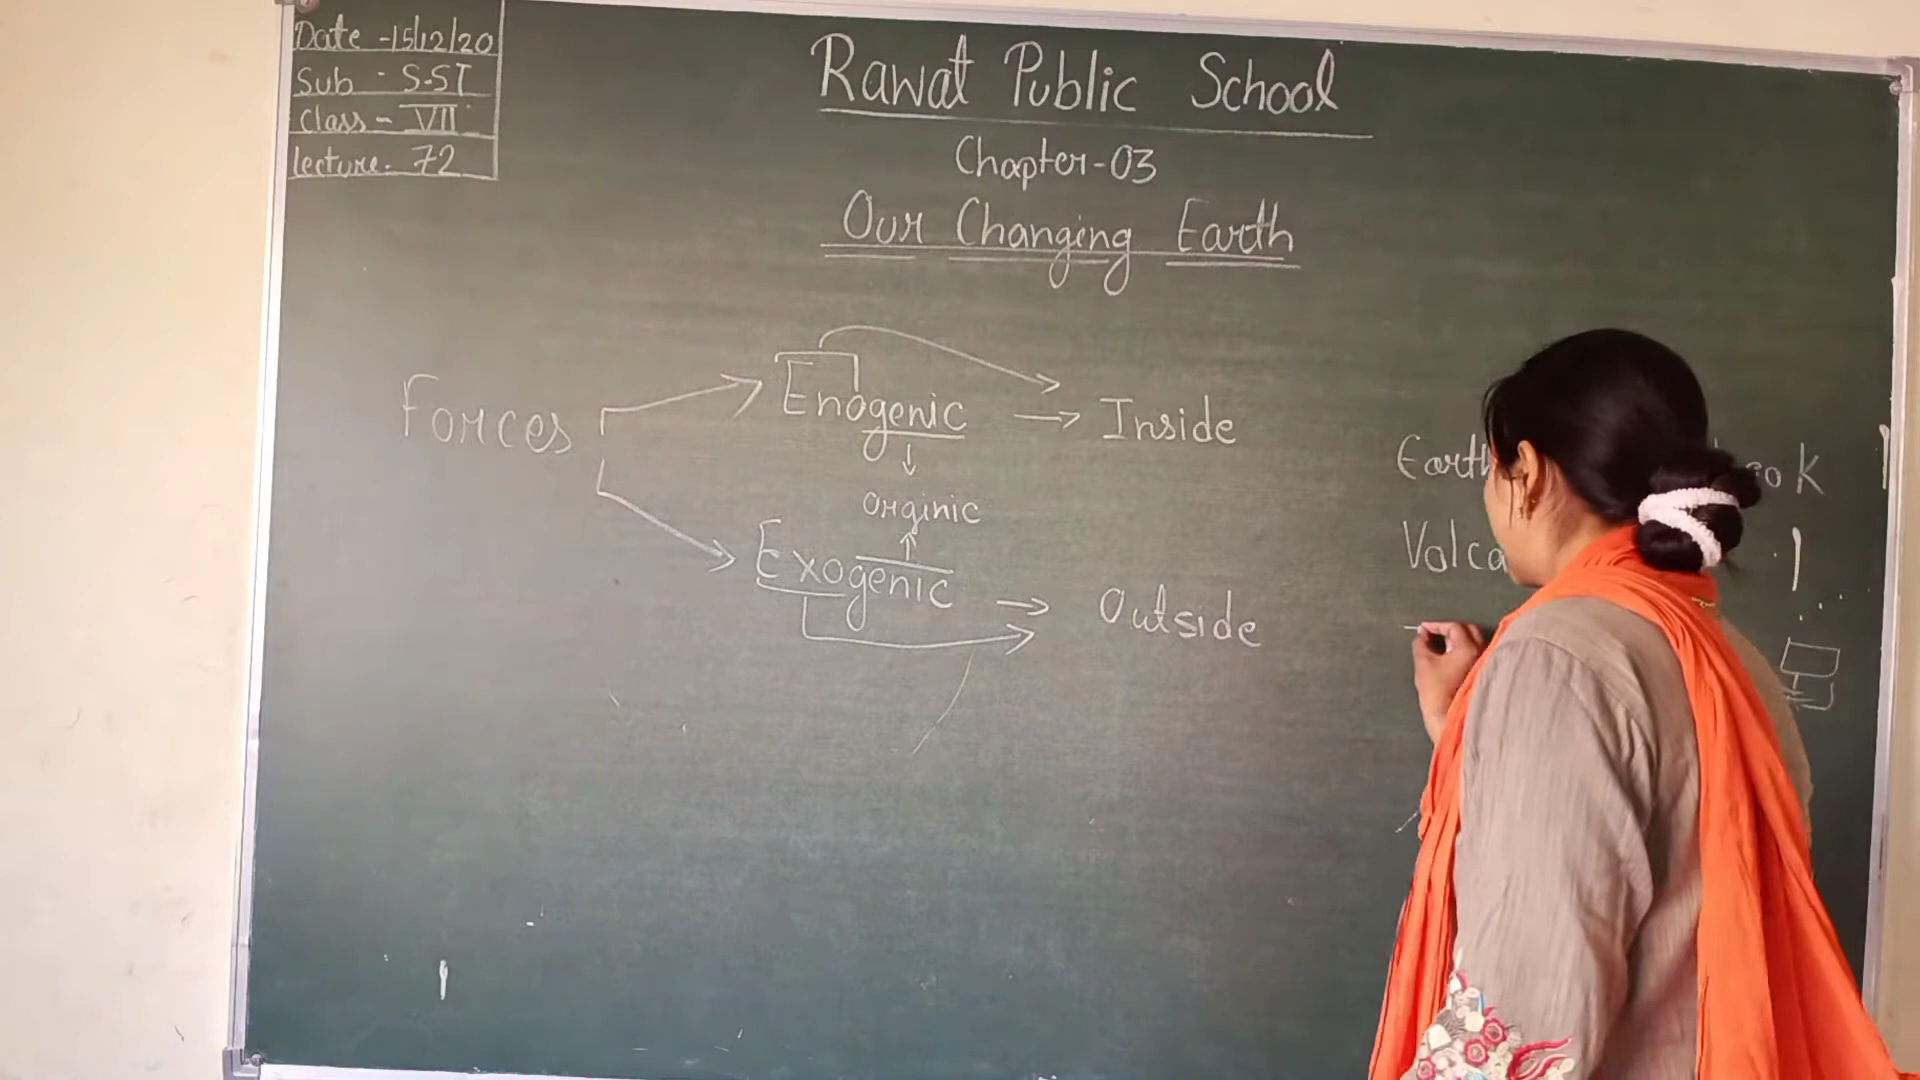 Date - 15/12/20
Sub - S.ST
Class - VII
lecture - 72
Rawat Public School
Chapter-03
Our Changing Earth
Forces
Enogenic → Inside
Orginic
Exogenic → Outside
Earth
Volca